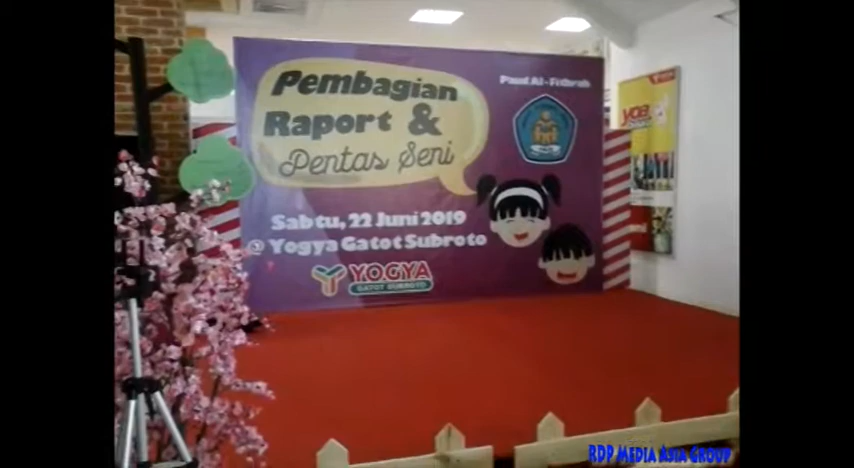 Pembagian
Raport &
Pentas Seni
Paud Al-Fithrah
Sabtu, 22 Juni 2019
@ Yogya Gatot Subroto
YOGYA
GATOT SUBROTO
RDP MEDIA ASIA GROUP